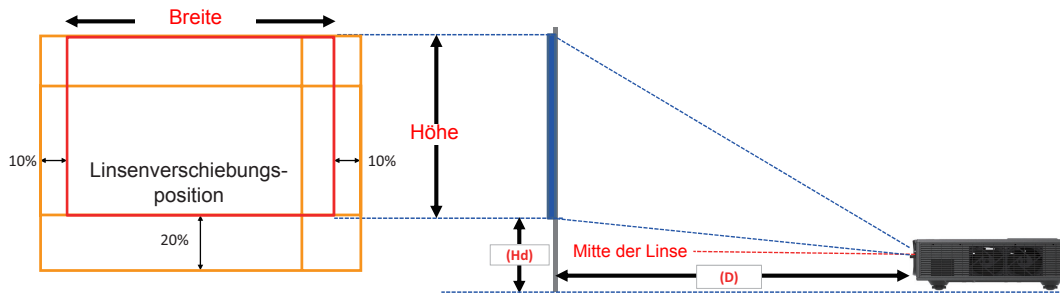 Breite
Höhe
10%
10%
Linsenverschiebungs-
position
20%
(Hd)
Mitte der Linse
(D)